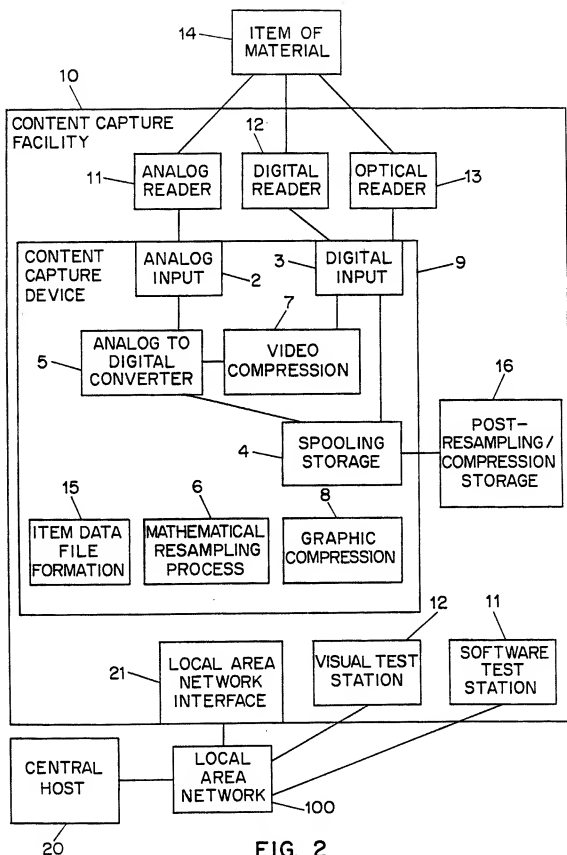 14
ITEM OF
MATERIAL
10
CONTENT CAPTURE
FACILITY
12
11
ANALOG
READER
DIGITAL
READER
OPTICAL
READER
13
CONTENT
CAPTURE
DEVICE
ANALOG
INPUT
2
3
DIGITAL
INPUT
9
7
5
ANALOG TO
DIGITAL
CONVERTER
VIDEO
COMPRESSION
16
4
SPOOLING
STORAGE
POST-
RESAMPLING/
COMPRESSION
STORAGE
15
6
8
ITEM DATA
FILE
FORMATION
MATHEMATICAL
RESAMPLING
PROCESS
GRAPHIC
COMPRESSION
12
11
21
LOCAL AREA
NETWORK
INTERFACE
VISUAL TEST
STATION
SOFTWARE
TEST
STATION
CENTRAL
HOST
LOCAL
AREA
NETWORK
100
20
FIG. 2